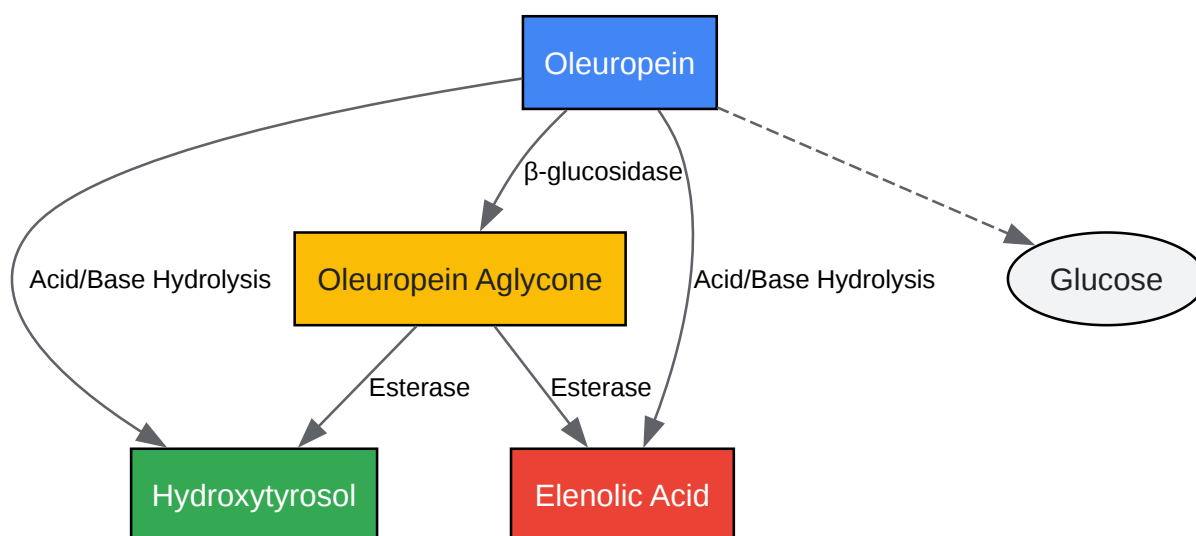 Oleuropein
β-glucosidase
Acid/Base Hydrolysis
Oleuropein Aglycone
Acid/Base Hydrolysis
Glucose
Esterase
Esterase
Hydroxytyrosol
Elenolic Acid